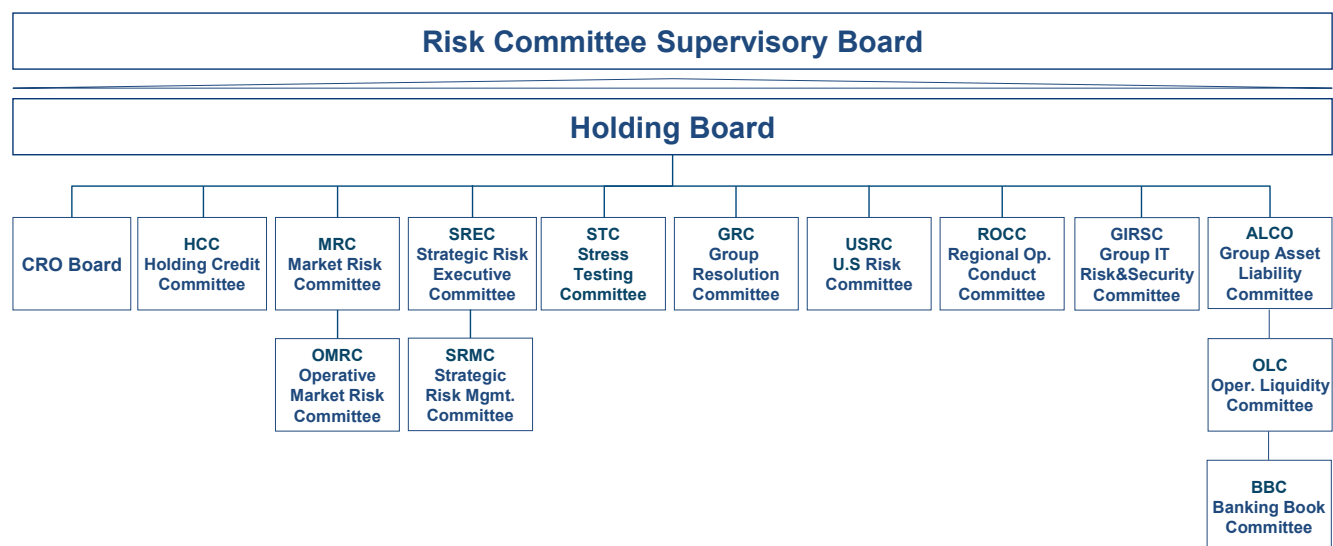 Risk Committee Supervisory Board
Holding Board
CRO Board
HCC
Holding Credit
Committee
MRC
Market Risk
Committee
SREC
Strategic Risk
Executive
Committee
STC
Stress
Testing
Committee
GRC
Group
Resolution
Committee
USRC
U.S Risk
Committee
ROCC
Regional Op.
Conduct
Committee
GIRSC
Group IT
Risk&Security
Committee
ALCO
Group Asset
Liability
Committee
OMRC
Operative
Market Risk
Committee
SRMC
Strategic
Risk Mgmt.
Committee
OLC
Oper. Liquidity
Committee
BBC
Banking Book
Committee